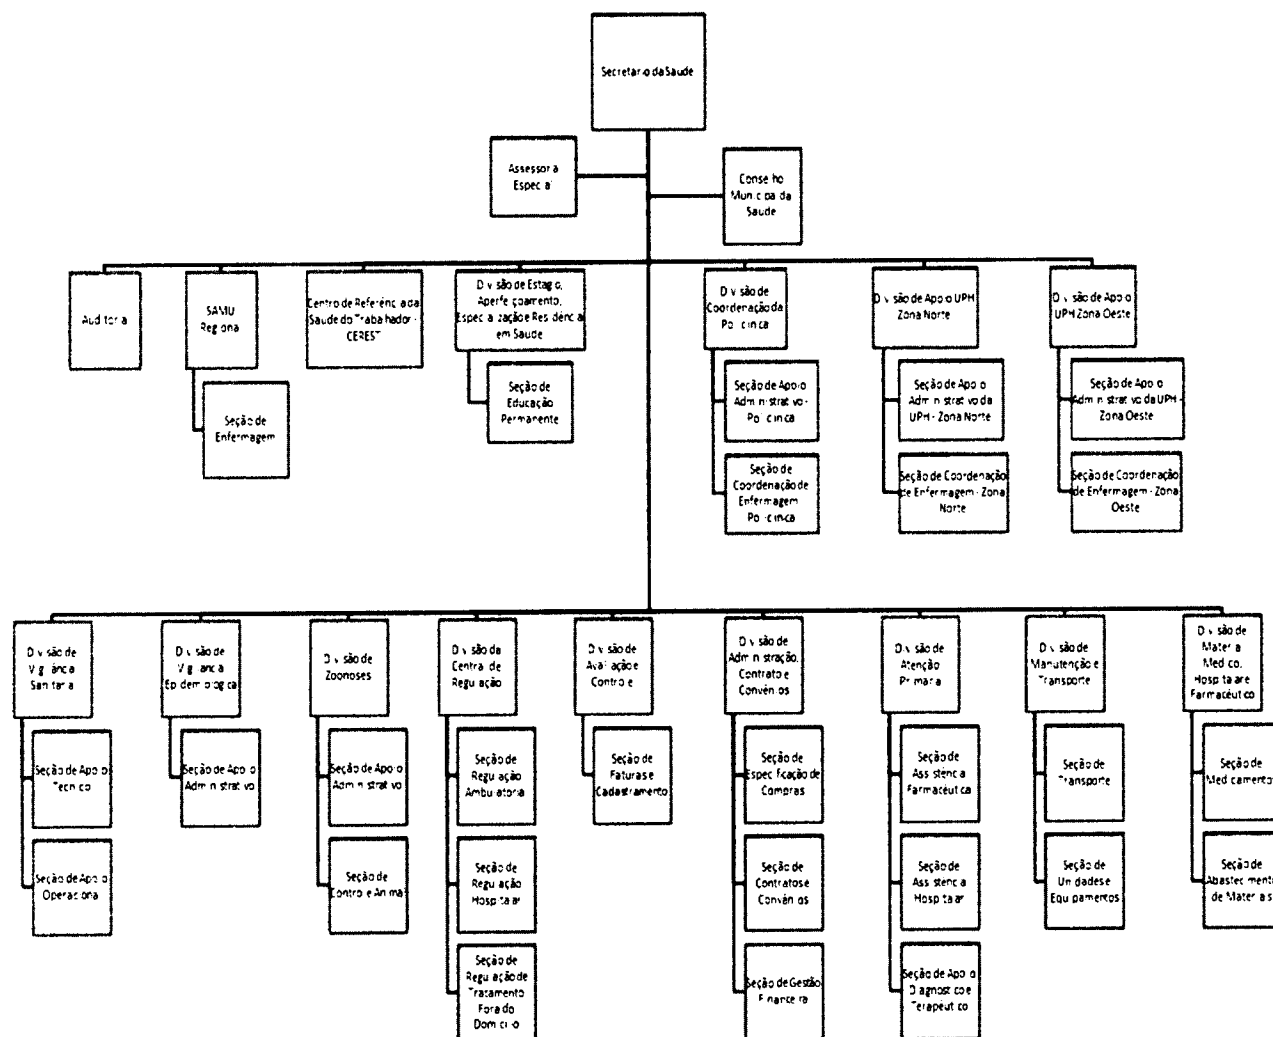 Secretario da Saude
Assessoria
Especial
Conselho
Municipal da
Saude
Auditoria
SAMU
Regional
Centro de Referência da
Saude do Trabalhador -
CEREST
Divisão de Estagio,
Aperfeiçoamento,
Especialização e Residência
em Saude
Divisão de
Coordenação da
Policlinica
Divisão de Apoio UPH
Zona Norte
Divisão de Apoio
UPH Zona Oeste
Seção de
Enfermagem
Seção de
Educação
Permanente
Seção de Apoio
Administrativo -
Policlinica
Seção de Apoio
Administrativo da
UPH - Zona Norte
Seção de Apoio
Administrativo da UPH -
Zona Oeste
Seção de
Coordenação de
Enfermagem
Policlinica
Seção de Coordenação
de Enfermagem - Zona
Norte
Seção de Coordenação
de Enfermagem - Zona
Oeste
Divisão de
Vigilância
Sanitaria
Divisão de
Vigilância
Epidemiológica
Divisão de
Zoonoses
Divisão da
Central de
Regulação
Divisão de
Avaliação e
Controle
Divisão de
Administração,
Contrato e
Convênios
Divisão de
Atenção
Primaria
Divisão de
Manutenção e
Transporte
Divisão de
Material
Medico,
Hospitalar e
Farmacêutico
Seção de Apoio
Tecnico
Seção de Apoio
Administrativo
Seção de Apoio
Administrativo
Seção de
Regulação
Ambulatorial
Seção de
Faturas e
Cadastramento
Seção de
Especificação de
Compras
Seção de
Assistência
Farmacêutica
Seção de
Transporte
Seção de
Medicamentos
Seção de Apoio
Operacional
Seção de
Controle Animal
Seção de
Regulação
Hospitalar
Seção de
Contratos e
Convênios
Seção de
Assistência
Hospitalar
Seção de
Unidades e
Equipamentos
Seção de
Abastecimento
de Materiais
Seção de
Regulação de
Tratamento
Fora do
Domicilio
Seção de Gestão
Financeira
Seção de Apoio
Diagnostico e
Terapêutico